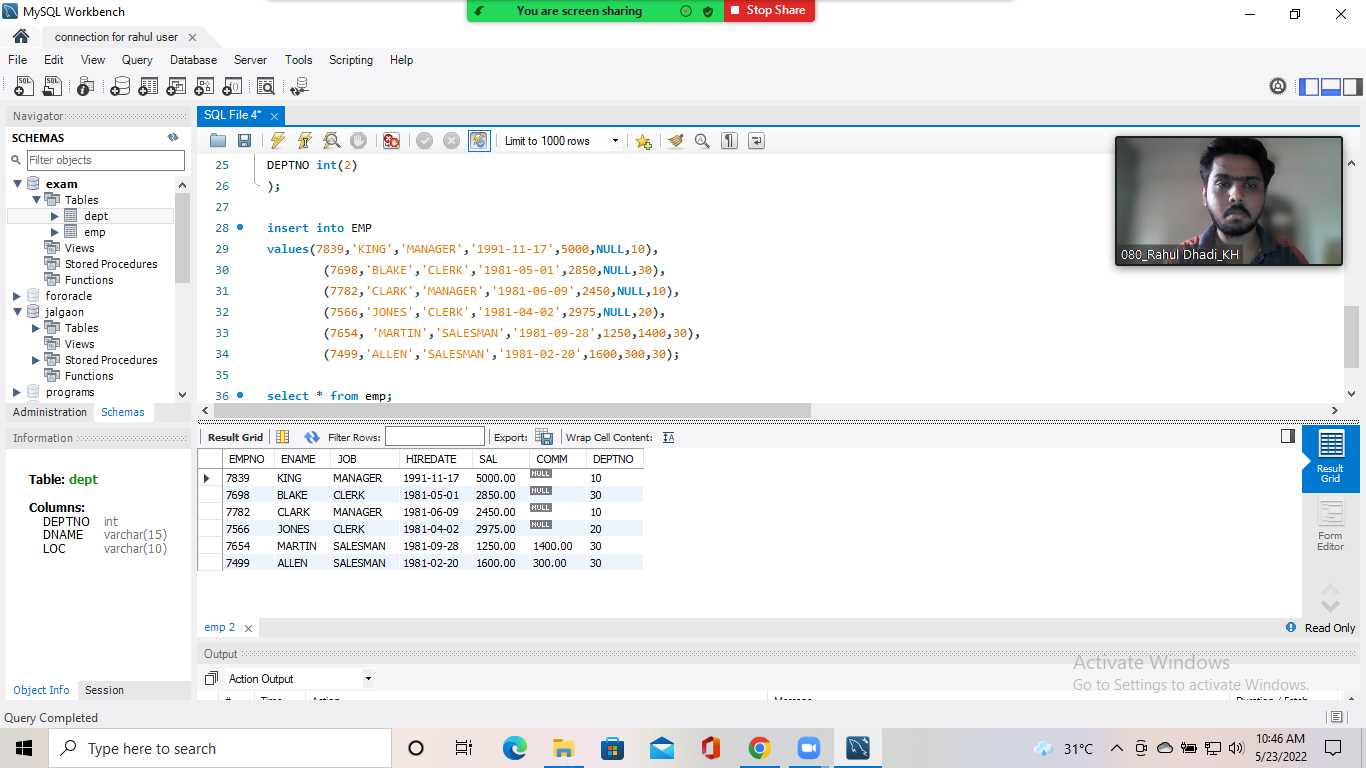 MySQL Workbench
You are screen sharing
Stop Share
connection for rahul user
File Edit View Query Database Server Tools Scripting Help
Navigator
SCHEMAS
Filter objects
exam
Tables
dept
emp
Views
Stored Procedures
Functions
fororacle
jalgaon
Tables
Views
Stored Procedures
Functions
programs
Administration Schemas
Information
Table: dept
Columns:
DEPTNO int
DNAME varchar(15)
LOC varchar(10)
Object Info Session
SQL File 4*
Limit to 1000 rows
25 DEPTNO int(2)
26 );
27
28 insert into EMP
29 values(7839,'KING','MANAGER','1991-11-17',5000,NULL,10),
30 (7698,'BLAKE','CLERK','1981-05-01',2850,NULL,30),
31 (7782,'CLARK','MANAGER','1981-06-09',2450,NULL,10),
32 (7566,'JONES','CLERK','1981-04-02',2975,NULL,20),
33 (7654, 'MARTIN','SALESMAN','1981-09-28',1250,1400,30),
34 (7499,'ALLEN','SALESMAN','1981-02-20',1600,300,30);
35
36 select * from emp;
080_Rahul Dhadi_KH
Result Grid Filter Rows: Export: Wrap Cell Content:
EMPNO ENAME JOB HIREDATE SAL COMM DEPTNO
7839 KING MANAGER 1991-11-17 5000.00 NULL 10
7698 BLAKE CLERK 1981-05-01 2850.00 NULL 30
7782 CLARK MANAGER 1981-06-09 2450.00 NULL 10
7566 JONES CLERK 1981-04-02 2975.00 NULL 20
7654 MARTIN SALESMAN 1981-09-28 1250.00 1400.00 30
7499 ALLEN SALESMAN 1981-02-20 1600.00 300.00 30
Result
Grid
Form
Editor
emp 2
Read Only
Output
Action Output
# Time Action Message Duration / Fetch
Activate Windows
Go to Settings to activate Windows.
Query Completed
Type here to search
31°C
10:46 AM
5/23/2022